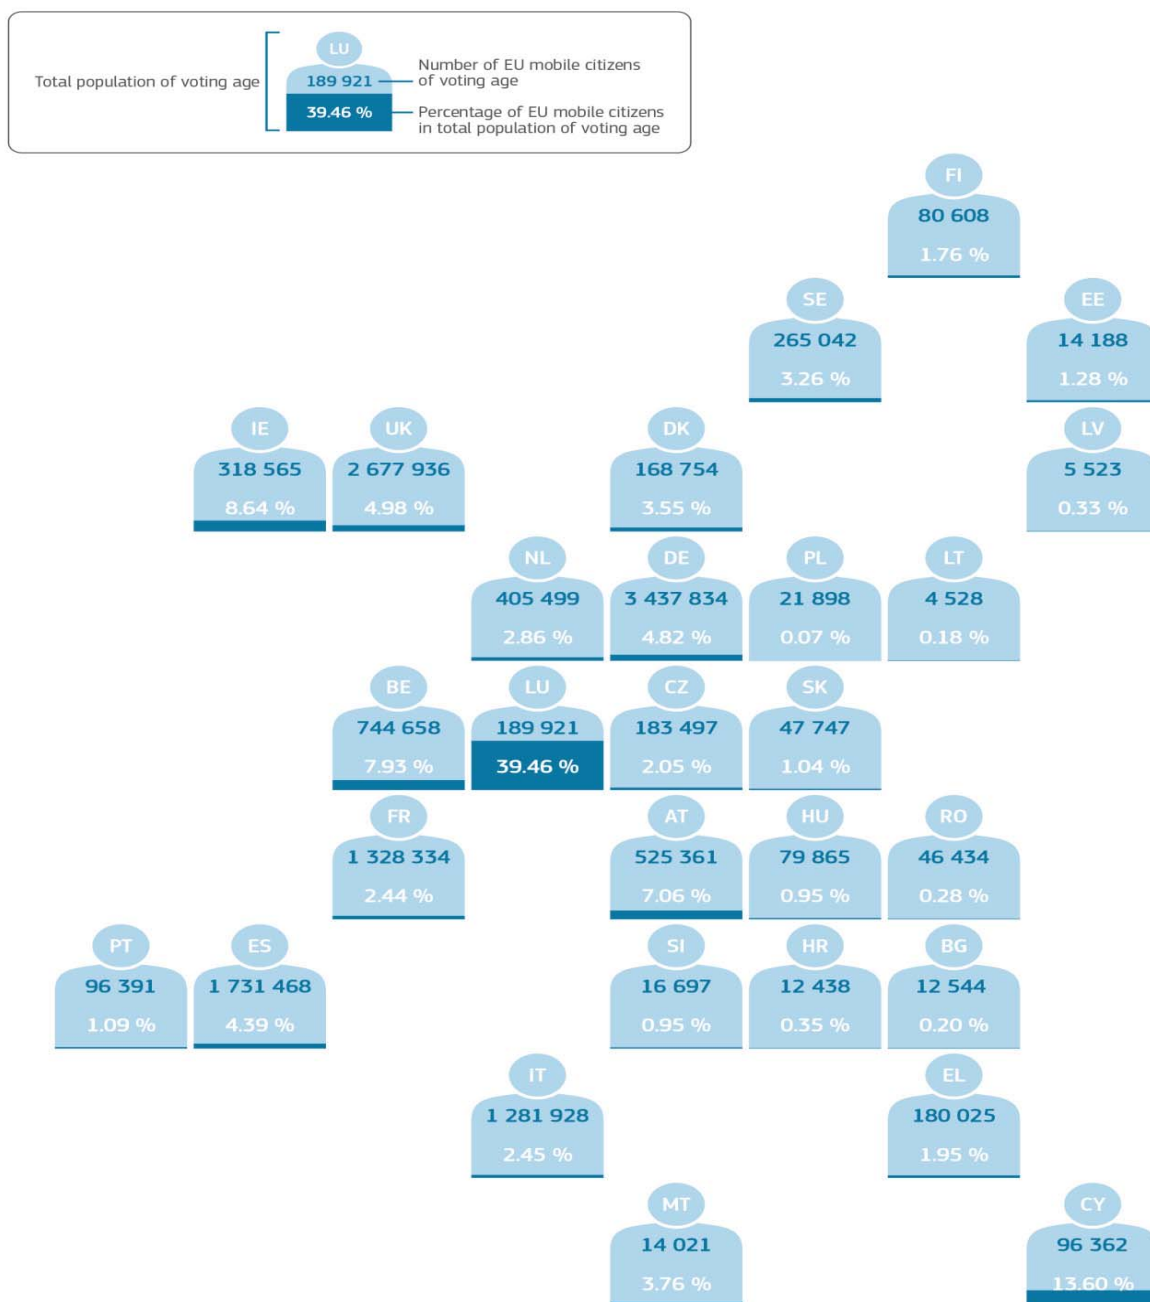 LU
Total population of voting age
189 921
Number of EU mobile citizens
of voting age
39.46 %
Percentage of EU mobile citizens
in total population of voting age
FI
80 608
1.76 %
SE
265 042
3.26 %
EE
14 188
1.28 %
IE
318 565
8.64 %
UK
2 677 936
4.98 %
DK
168 754
3.55 %
LV
5 523
0.33 %
NL
405 499
2.86 %
DE
3 437 834
4.82 %
PL
21 898
0.07 %
LT
4 528
0.18 %
BE
744 658
7.93 %
LU
189 921
39.46 %
CZ
183 497
2.05 %
SK
47 747
1.04 %
FR
1 328 334
2.44 %
AT
525 361
7.06 %
HU
79 865
0.95 %
RO
46 434
0.28 %
PT
96 391
1.09 %
ES
1 731 468
4.39 %
SI
16 697
0.95 %
HR
12 438
0.35 %
BG
12 544
0.20 %
IT
1 281 928
2.45 %
EL
180 025
1.95 %
MT
14 021
3.76 %
CY
96 362
13.60 %